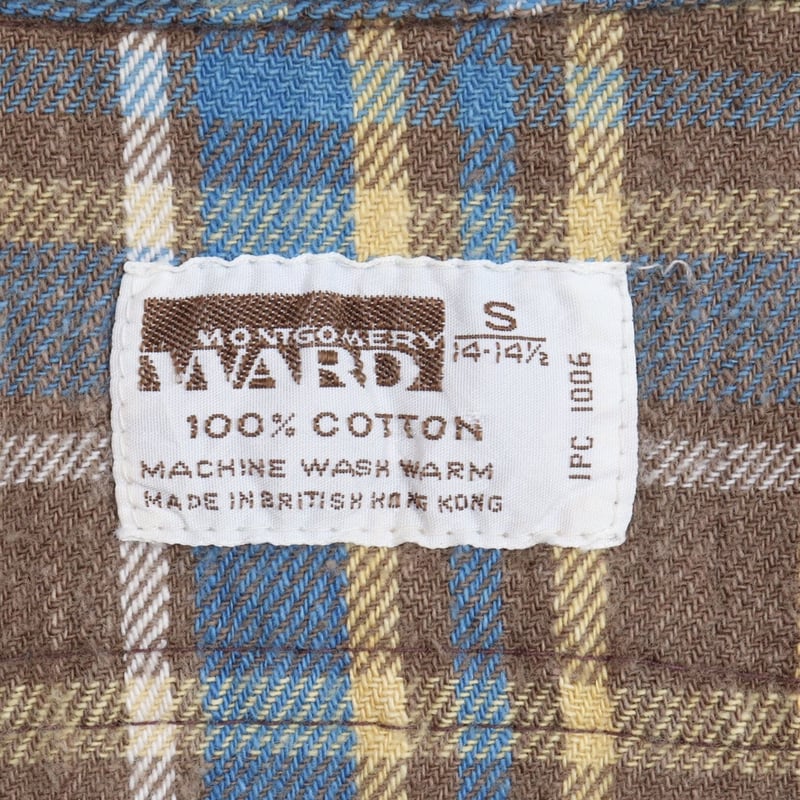 MONTGOMERY
WARD
S
14-14½
100% COTTON
MACHINE WASH WARM
MADE IN BRITISH HONG KONG
IPC 1006